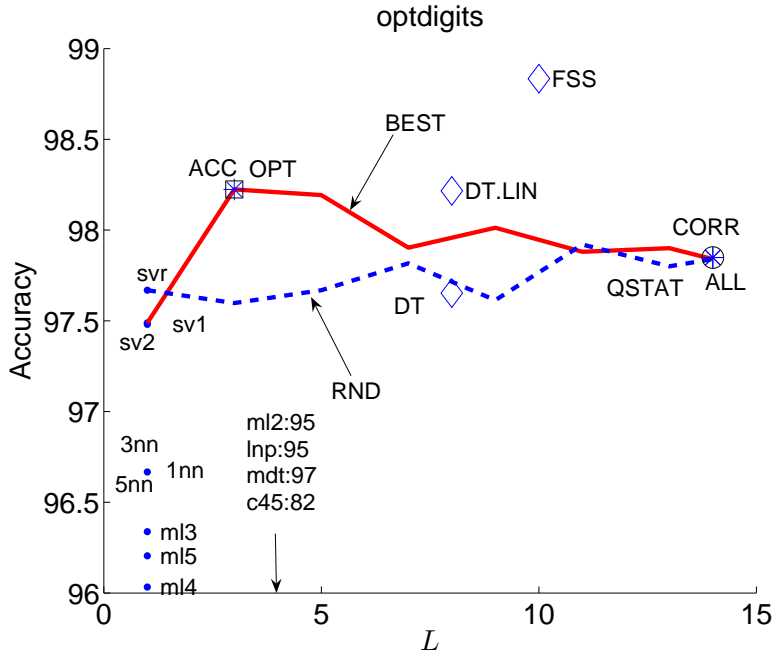 optdigits
99
98.5
98
97.5
97
96.5
96
Accuracy
0
5
10
15
L
FSS
BEST
ACC OPT
DT.LIN
CORR
svr
QSTAT ALL
DT
sv2 sv1
RND
ml2:95
lnp:95
mdt:97
c45:82
3nn
1nn
5nn
ml3
ml5
ml4